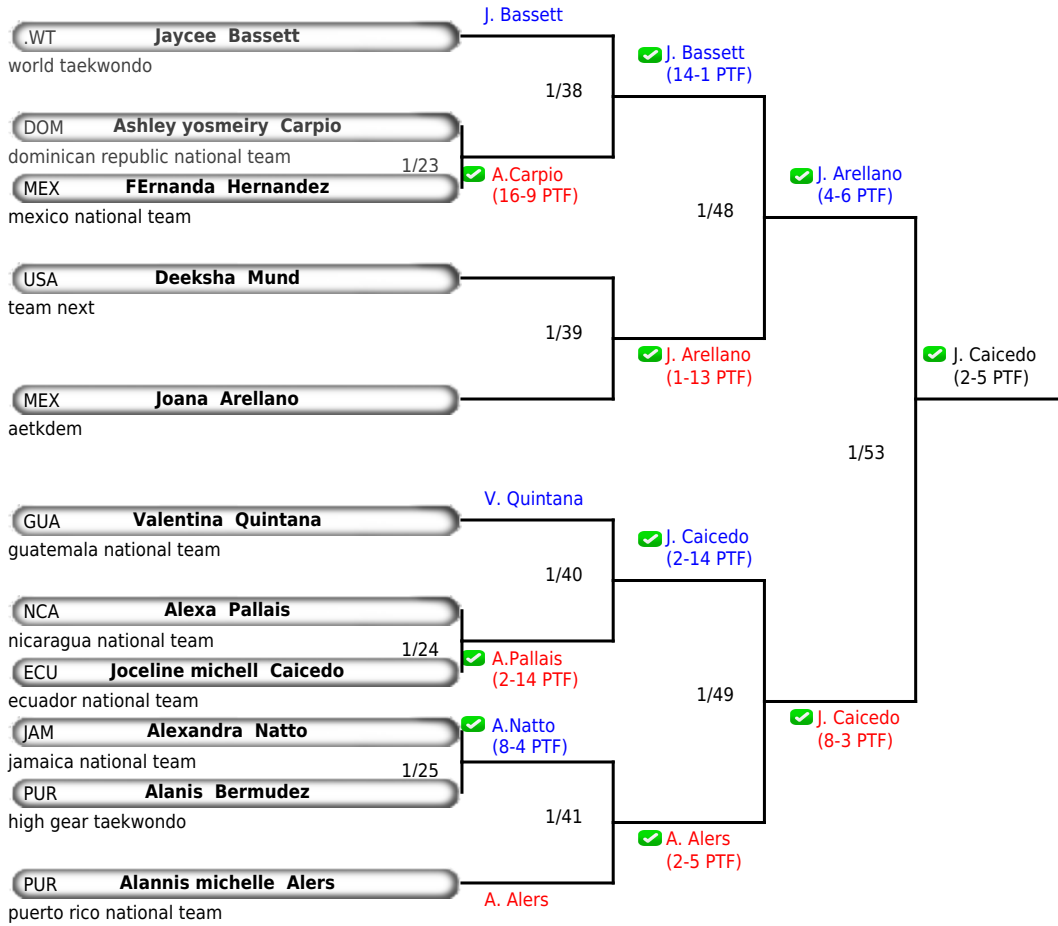 J. Bassett
.WT Jaycee Bassett
world taekwondo
J. Bassett
(14-1 PTF)
1/38
DOM Ashley yosmeiry Carpio
dominican republic national team
1/23
A.Carpio
(16-9 PTF)
MEX FErnanda Hernandez
mexico national team
J. Arellano
(4-6 PTF)
1/48
USA Deeksha Mund
team next
1/39
J. Arellano
(1-13 PTF)
MEX Joana Arellano
aetkdem
J. Caicedo
(2-5 PTF)
1/53
V. Quintana
GUA Valentina Quintana
guatemala national team
J. Caicedo
(2-14 PTF)
1/40
NCA Alexa Pallais
nicaragua national team
1/24
A.Pallais
(2-14 PTF)
ECU Joceline michell Caicedo
ecuador national team
1/49
J. Caicedo
(8-3 PTF)
JAM Alexandra Natto
jamaica national team
A.Natto
(8-4 PTF)
1/25
PUR Alanis Bermudez
high gear taekwondo
1/41
A. Alers
(2-5 PTF)
PUR Alannis michelle Alers
puerto rico national team
A. Alers